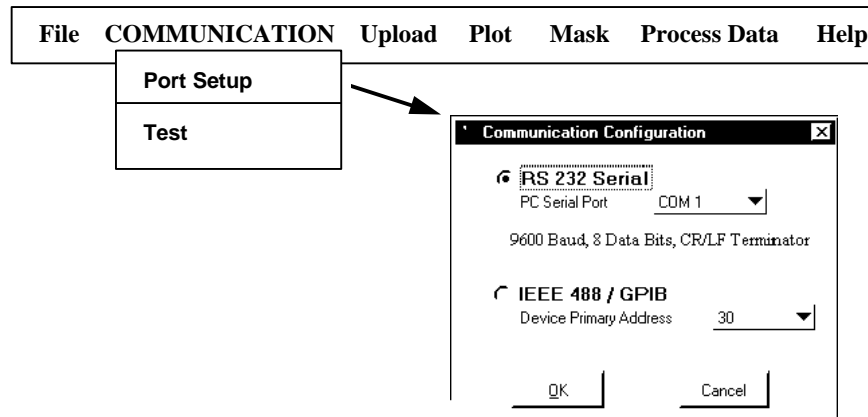 File COMMUNICATION Upload Plot Mask Process Data Help
Port Setup
Test
Communication Configuration
RS 232 Serial
PC Serial Port COM 1
9600 Baud, 8 Data Bits, CR/LF Terminator
IEEE 488 / GPIB
Device Primary Address 30
OK Cancel